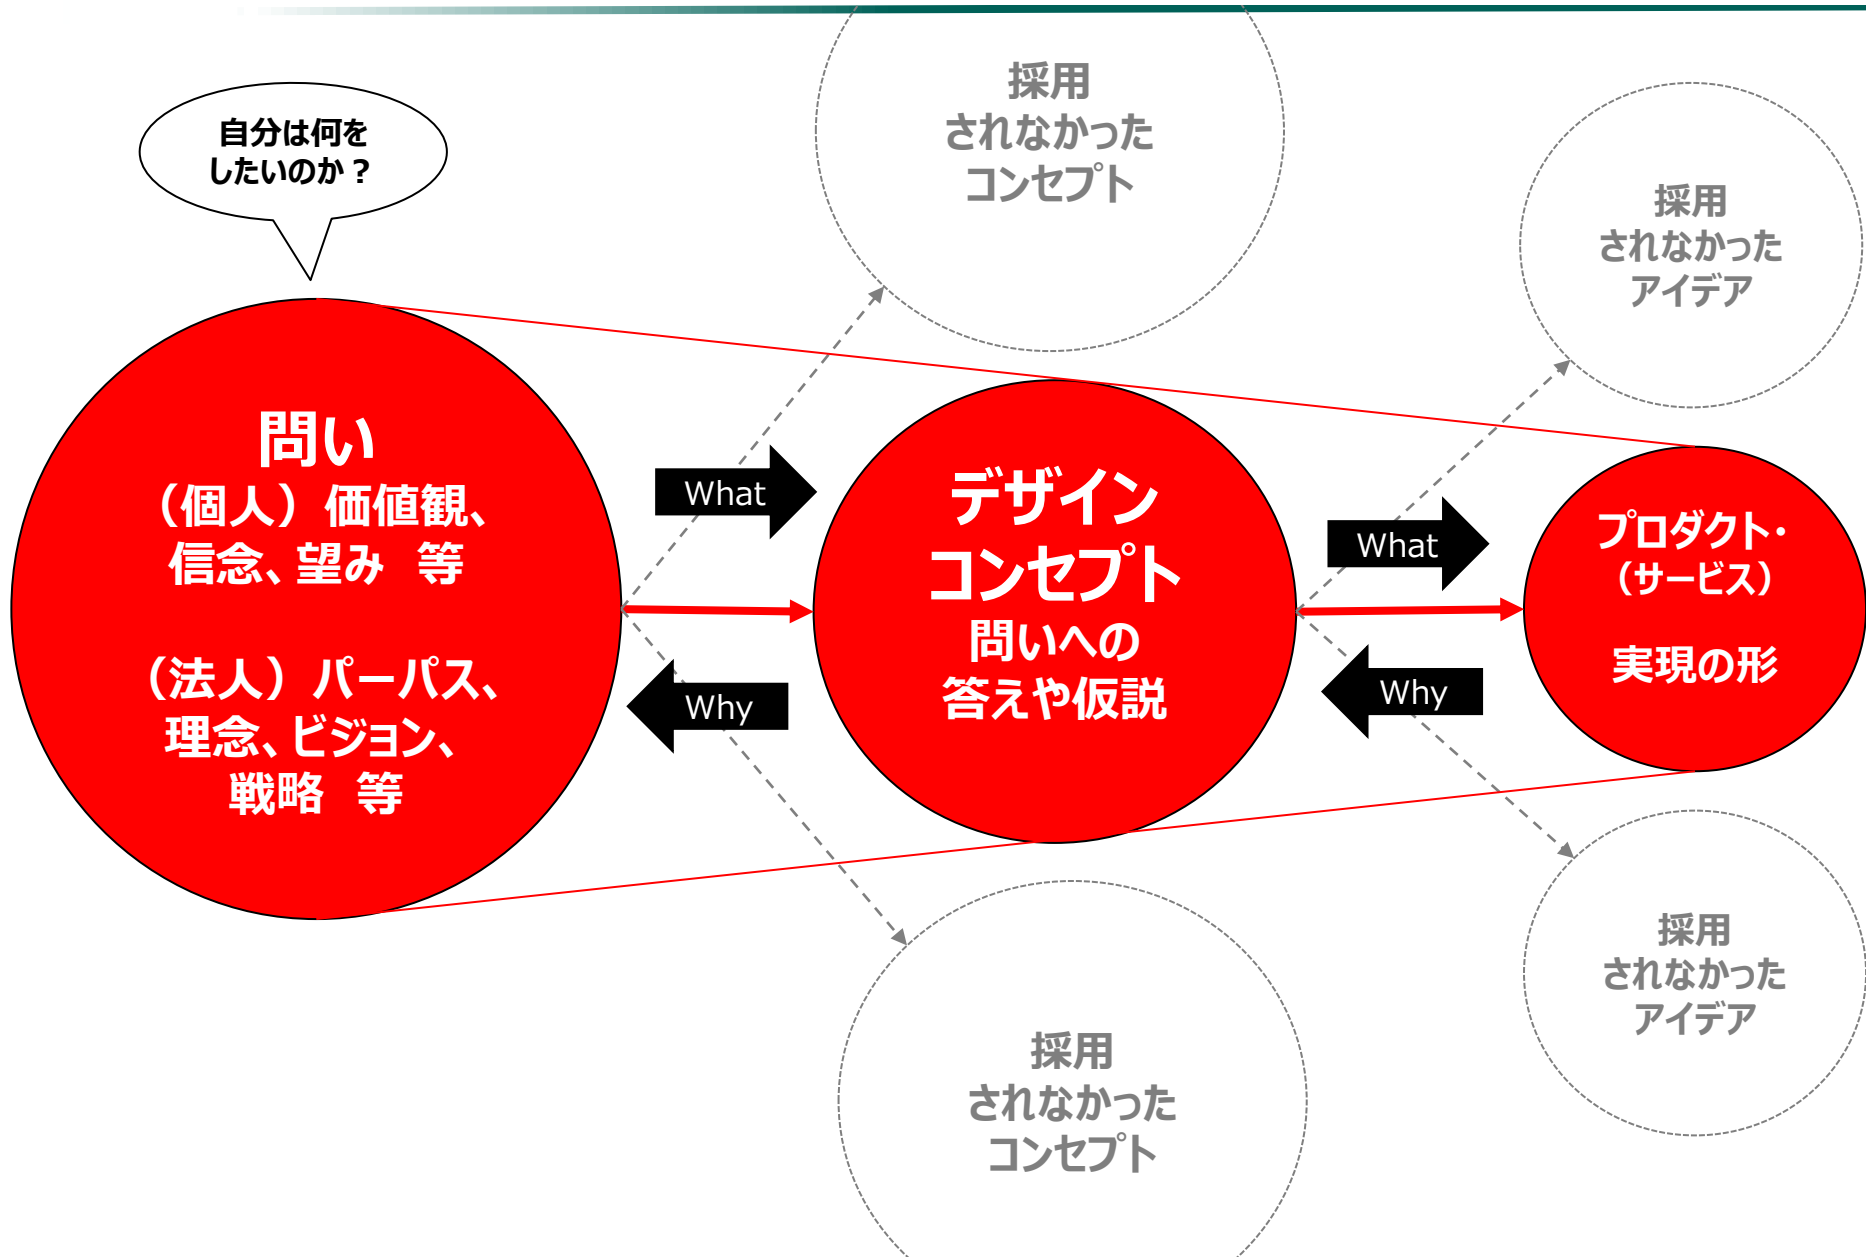 自分は何を
したいのか？
問い
（個人）価値観、
信念、望み　等
（法人）パーパス、
理念、ビジョン、
戦略　等
What
Why
採用
されなかった
コンセプト
デザイン
コンセプト
問いへの
答えや仮説
採用
されなかった
コンセプト
What
Why
採用
されなかった
アイデア
プロダクト・
（サービス）
実現の形
採用
されなかった
アイデア